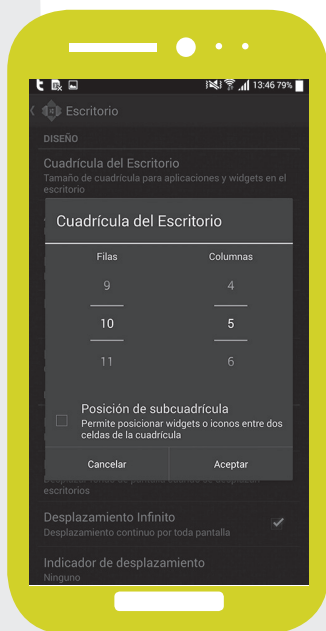 13:46 79%
Escritorio
DISEÑO
Cuadrícula del Escritorio
Tamaño de cuadrícula para aplicaciones y widgets en el
escritorio
Cuadrícula del Escritorio
Filas Columnas
9 4
10 5
11 6
Posición de subcuadrícula
Permite posicionar widgets o iconos entre dos
celdas de la cuadrícula
Cancelar Aceptar
escritorios
Desplazamiento Infinito
Desplazamiento continuo por toda pantalla
Indicador de desplazamiento
Ninguno